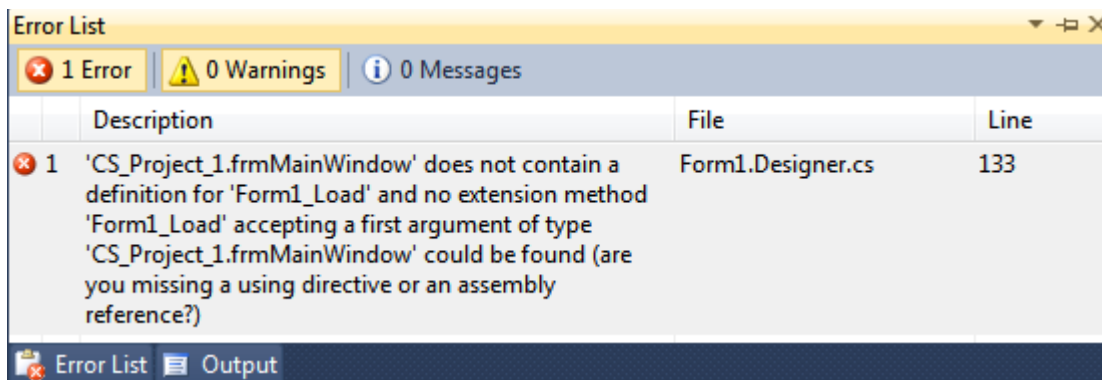 Error List
1 Error 0 Warnings 0 Messages
Description File Line
1 'CS_Project_1.frmMainWindow' does not contain a Form1.Designer.cs 133
definition for 'Form1_Load' and no extension method
'Form1_Load' accepting a first argument of type
'CS_Project_1.frmMainWindow' could be found (are
you missing a using directive or an assembly
reference?)
Error List Output